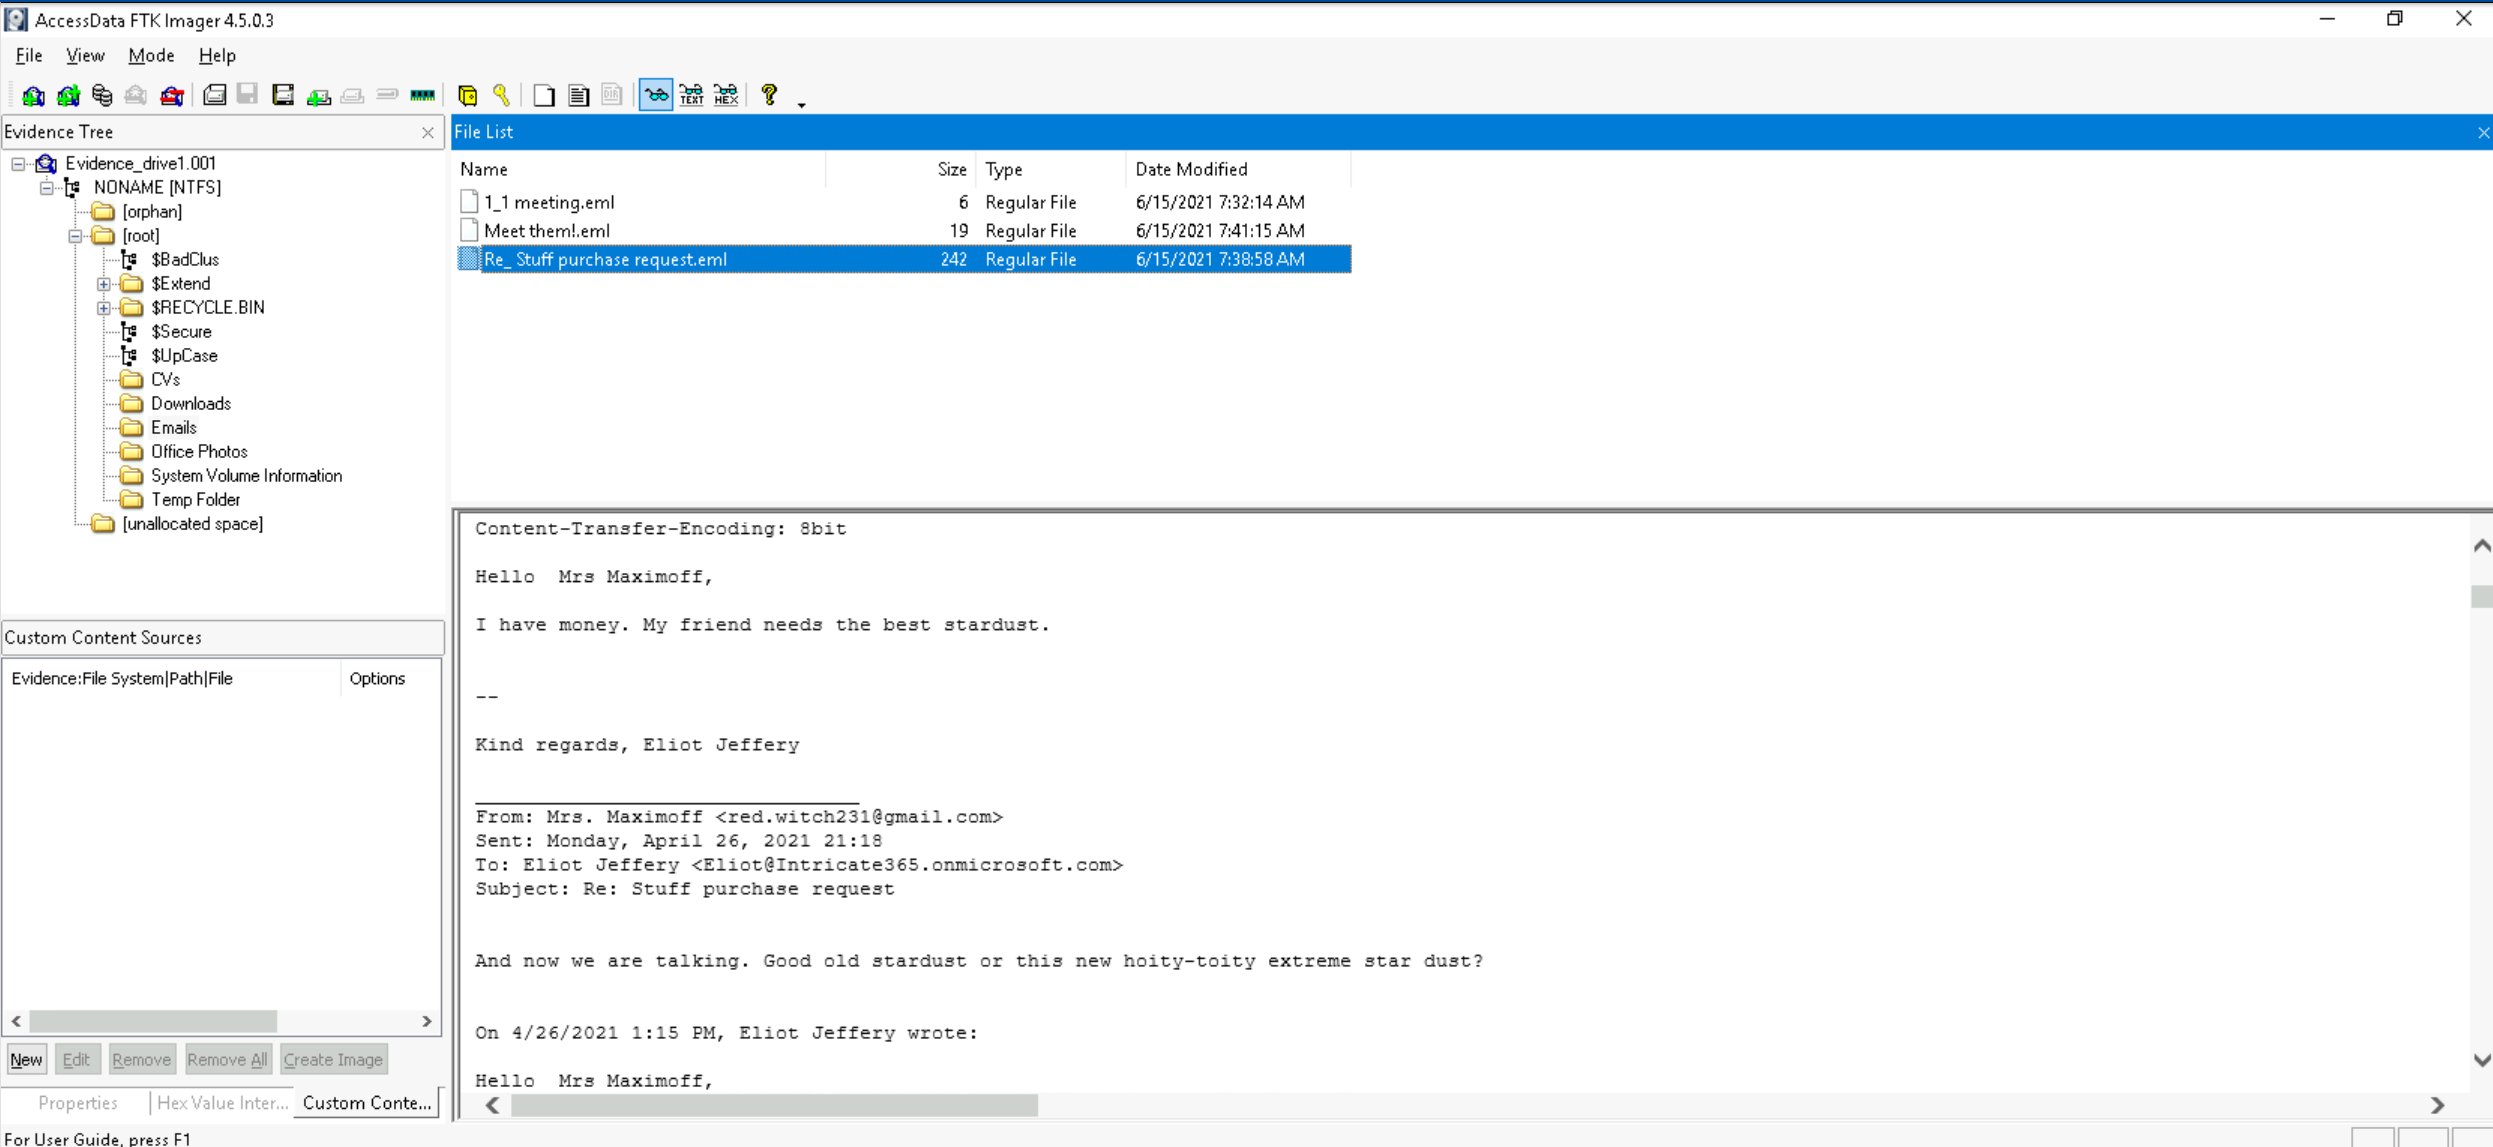 AccessData FTK Imager 4.5.0.3
File View Mode Help
DIR TEXT HEX ?
Evidence Tree
Evidence_drive1.001
NONAME [NTFS]
[orphan]
[root]
$BadClus
$Extend
$RECYCLE.BIN
$Secure
$UpCase
CVs
Downloads
Emails
Office Photos
System Volume Information
Temp Folder
[unallocated space]
Custom Content Sources
Evidence:File System|Path|File Options
New Edit Remove Remove All Create Image
Properties Hex Value Inter... Custom Conte...
File List
Name Size Type Date Modified
1_1 meeting.eml 6 Regular File 6/15/2021 7:32:14 AM
Meet them!.eml 19 Regular File 6/15/2021 7:41:15 AM
Re_ Stuff purchase request.eml 242 Regular File 6/15/2021 7:38:58 AM
Content-Transfer-Encoding: 8bit
Hello  Mrs Maximoff,
I have money. My friend needs the best stardust.
--
Kind regards, Eliot Jeffery
________________________________
From: Mrs. Maximoff <red.witch231@gmail.com>
Sent: Monday, April 26, 2021 21:18
To: Eliot Jeffery <Eliot@Intricate365.onmicrosoft.com>
Subject: Re: Stuff purchase request
And now we are talking. Good old stardust or this new hoity-toity extreme star dust?
On 4/26/2021 1:15 PM, Eliot Jeffery wrote:
Hello  Mrs Maximoff,
For User Guide, press F1